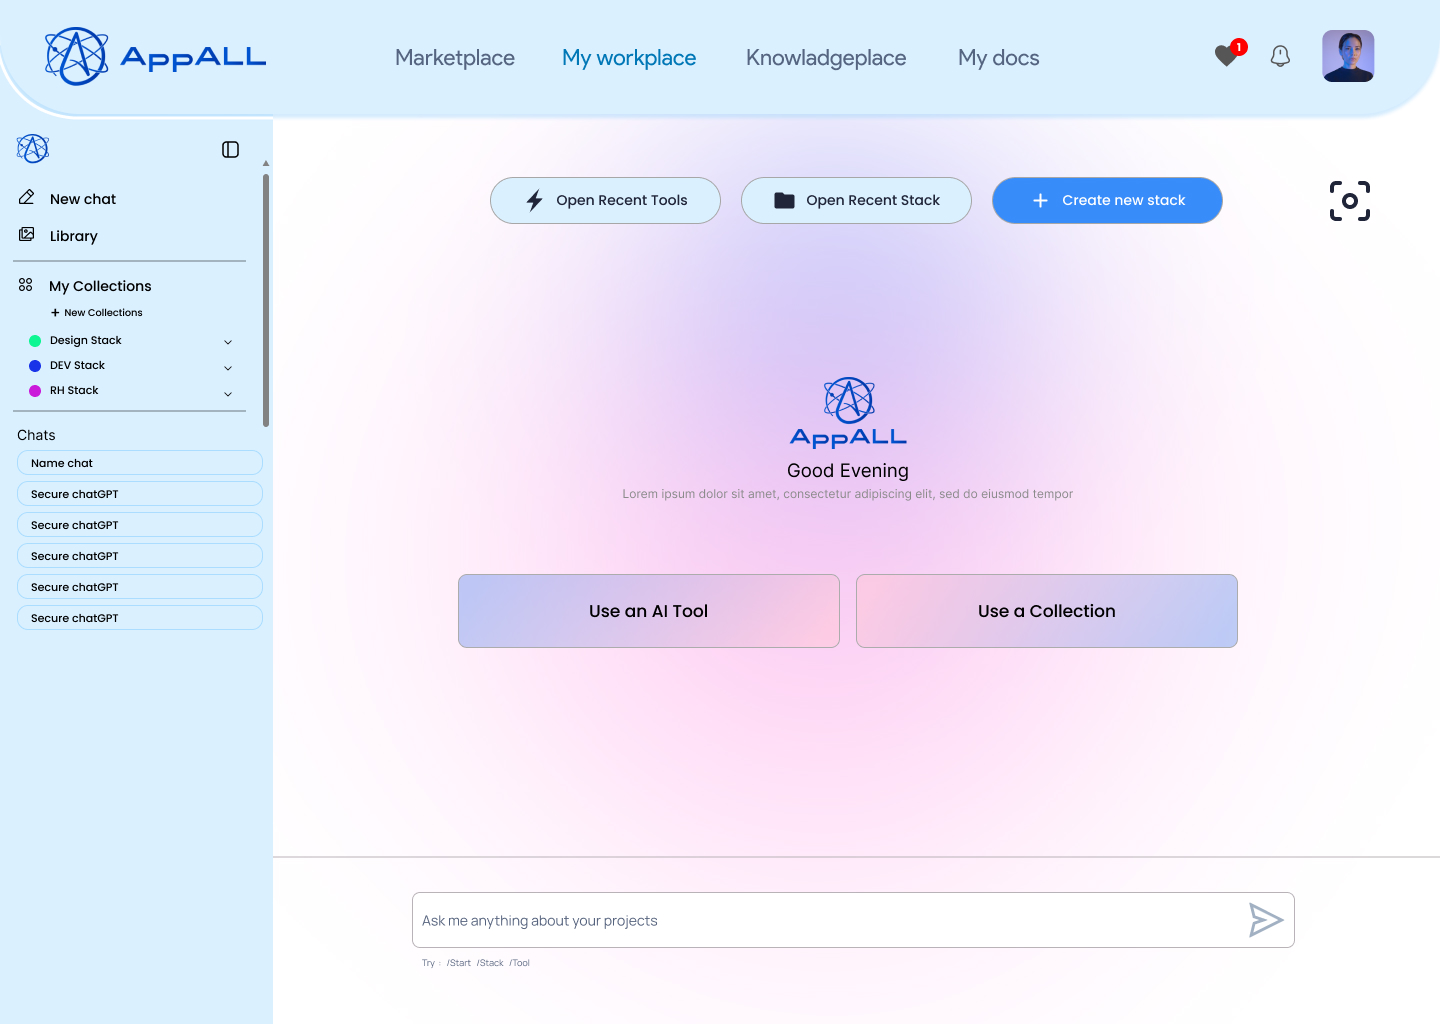 AppALL
Marketplace
My workplace
Knowladgeplace
My docs
1
New chat
Library
My Collections
+ New Collections
Design Stack
DEV Stack
RH Stack
Chats
Name chat
Secure chatGPT
Secure chatGPT
Secure chatGPT
Secure chatGPT
Secure chatGPT
Open Recent Tools
Open Recent Stack
+ Create new stack
AppALL
Good Evening
Lorem ipsum dolor sit amet, consectetur adipiscing elit, sed do eiusmod tempor
Use an AI Tool
Use a Collection
Ask me anything about your projects
Try : /Start /Stack /Tool